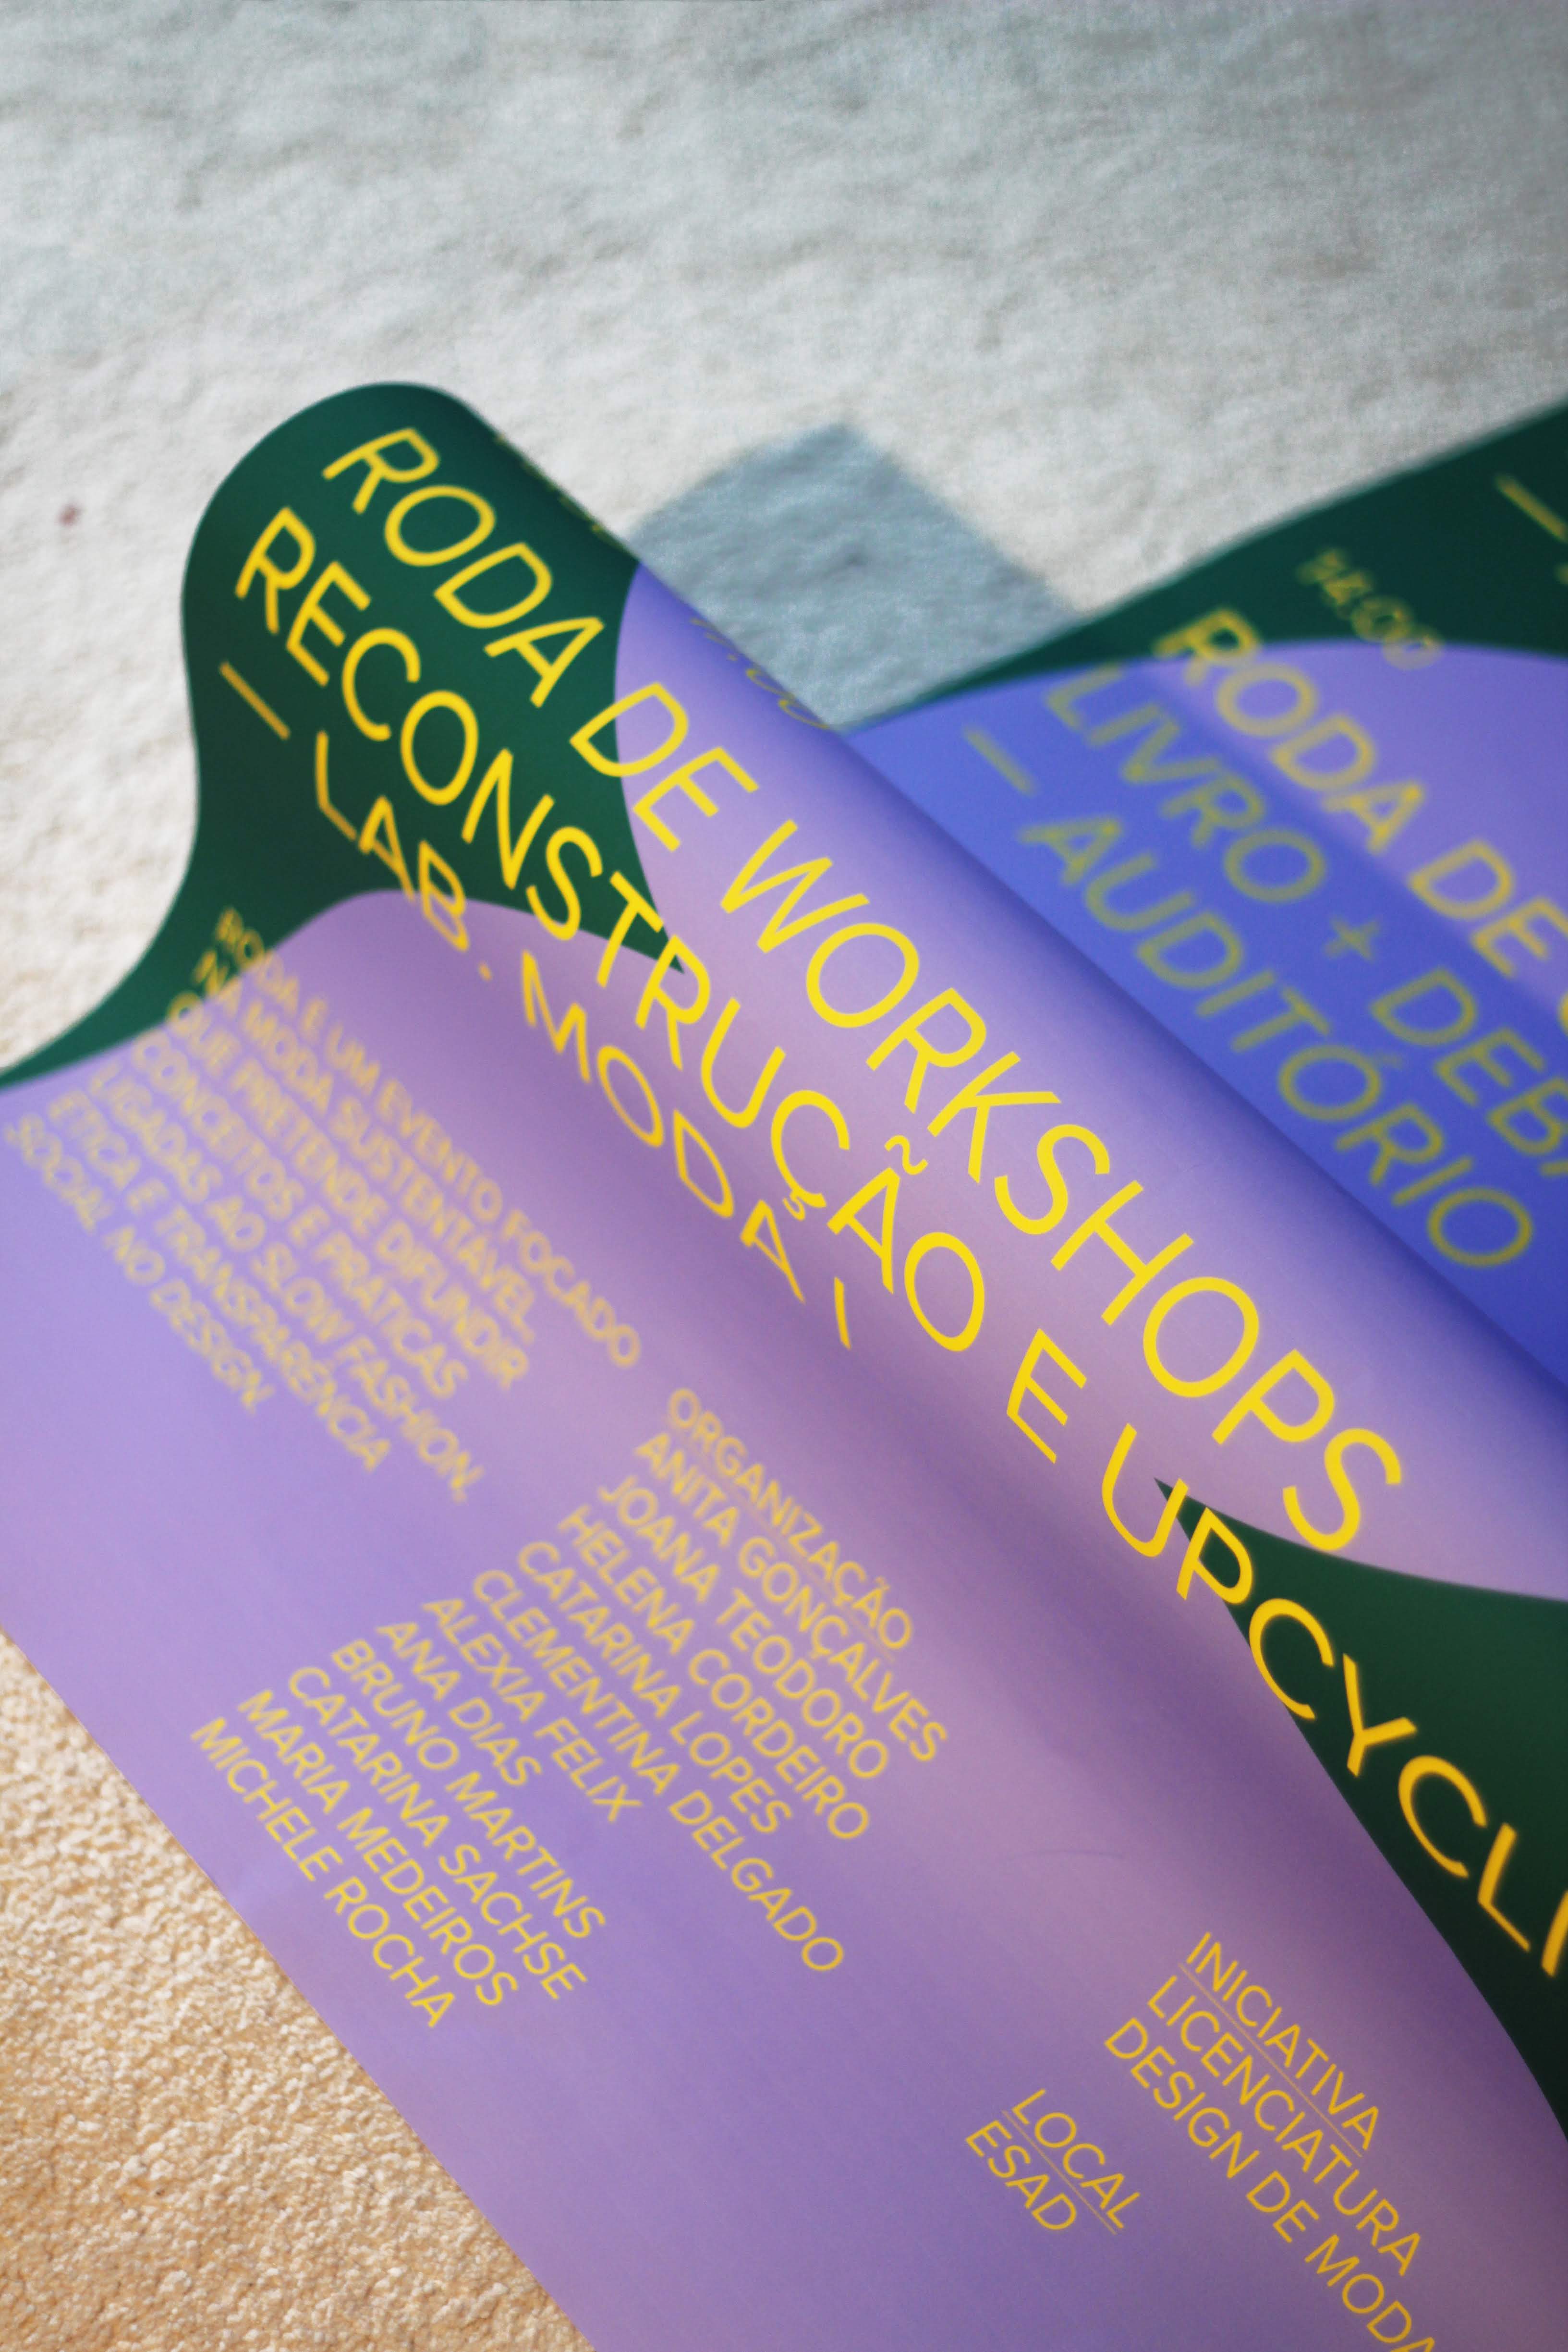 RODA DE
LIVRO + DEBA
— AUDITÓRIO
RODA DE WORKSHOPS
RECONSTRUÇÃO E UPCYCLI
— LAB. MODA 1
RODA É UM EVENTO FOCADO
NA MODA SUSTENTÁVEL,
QUE PRETENDE DIFUNDIR
CONCEITOS E PRÁTICAS
LIGADAS AO SLOW FASHION,
ÉTICA E TRANSPARÊNCIA
SOCIAL NO DESIGN.
ORGANIZAÇÃO
ANITA GONÇALVES
JOANA TEODORO
HELENA CORDEIRO
CATARINA LOPES
CLEMENTINA DELGADO
ALEXIA FELIX
ANA DIAS
BRUNO MARTINS
CATARINA SACHSE
MARIA MEDEIROS
MICHELE ROCHA
INICIATIVA
LICENCIATURA
DESIGN DE MODA
LOCAL
ESAD